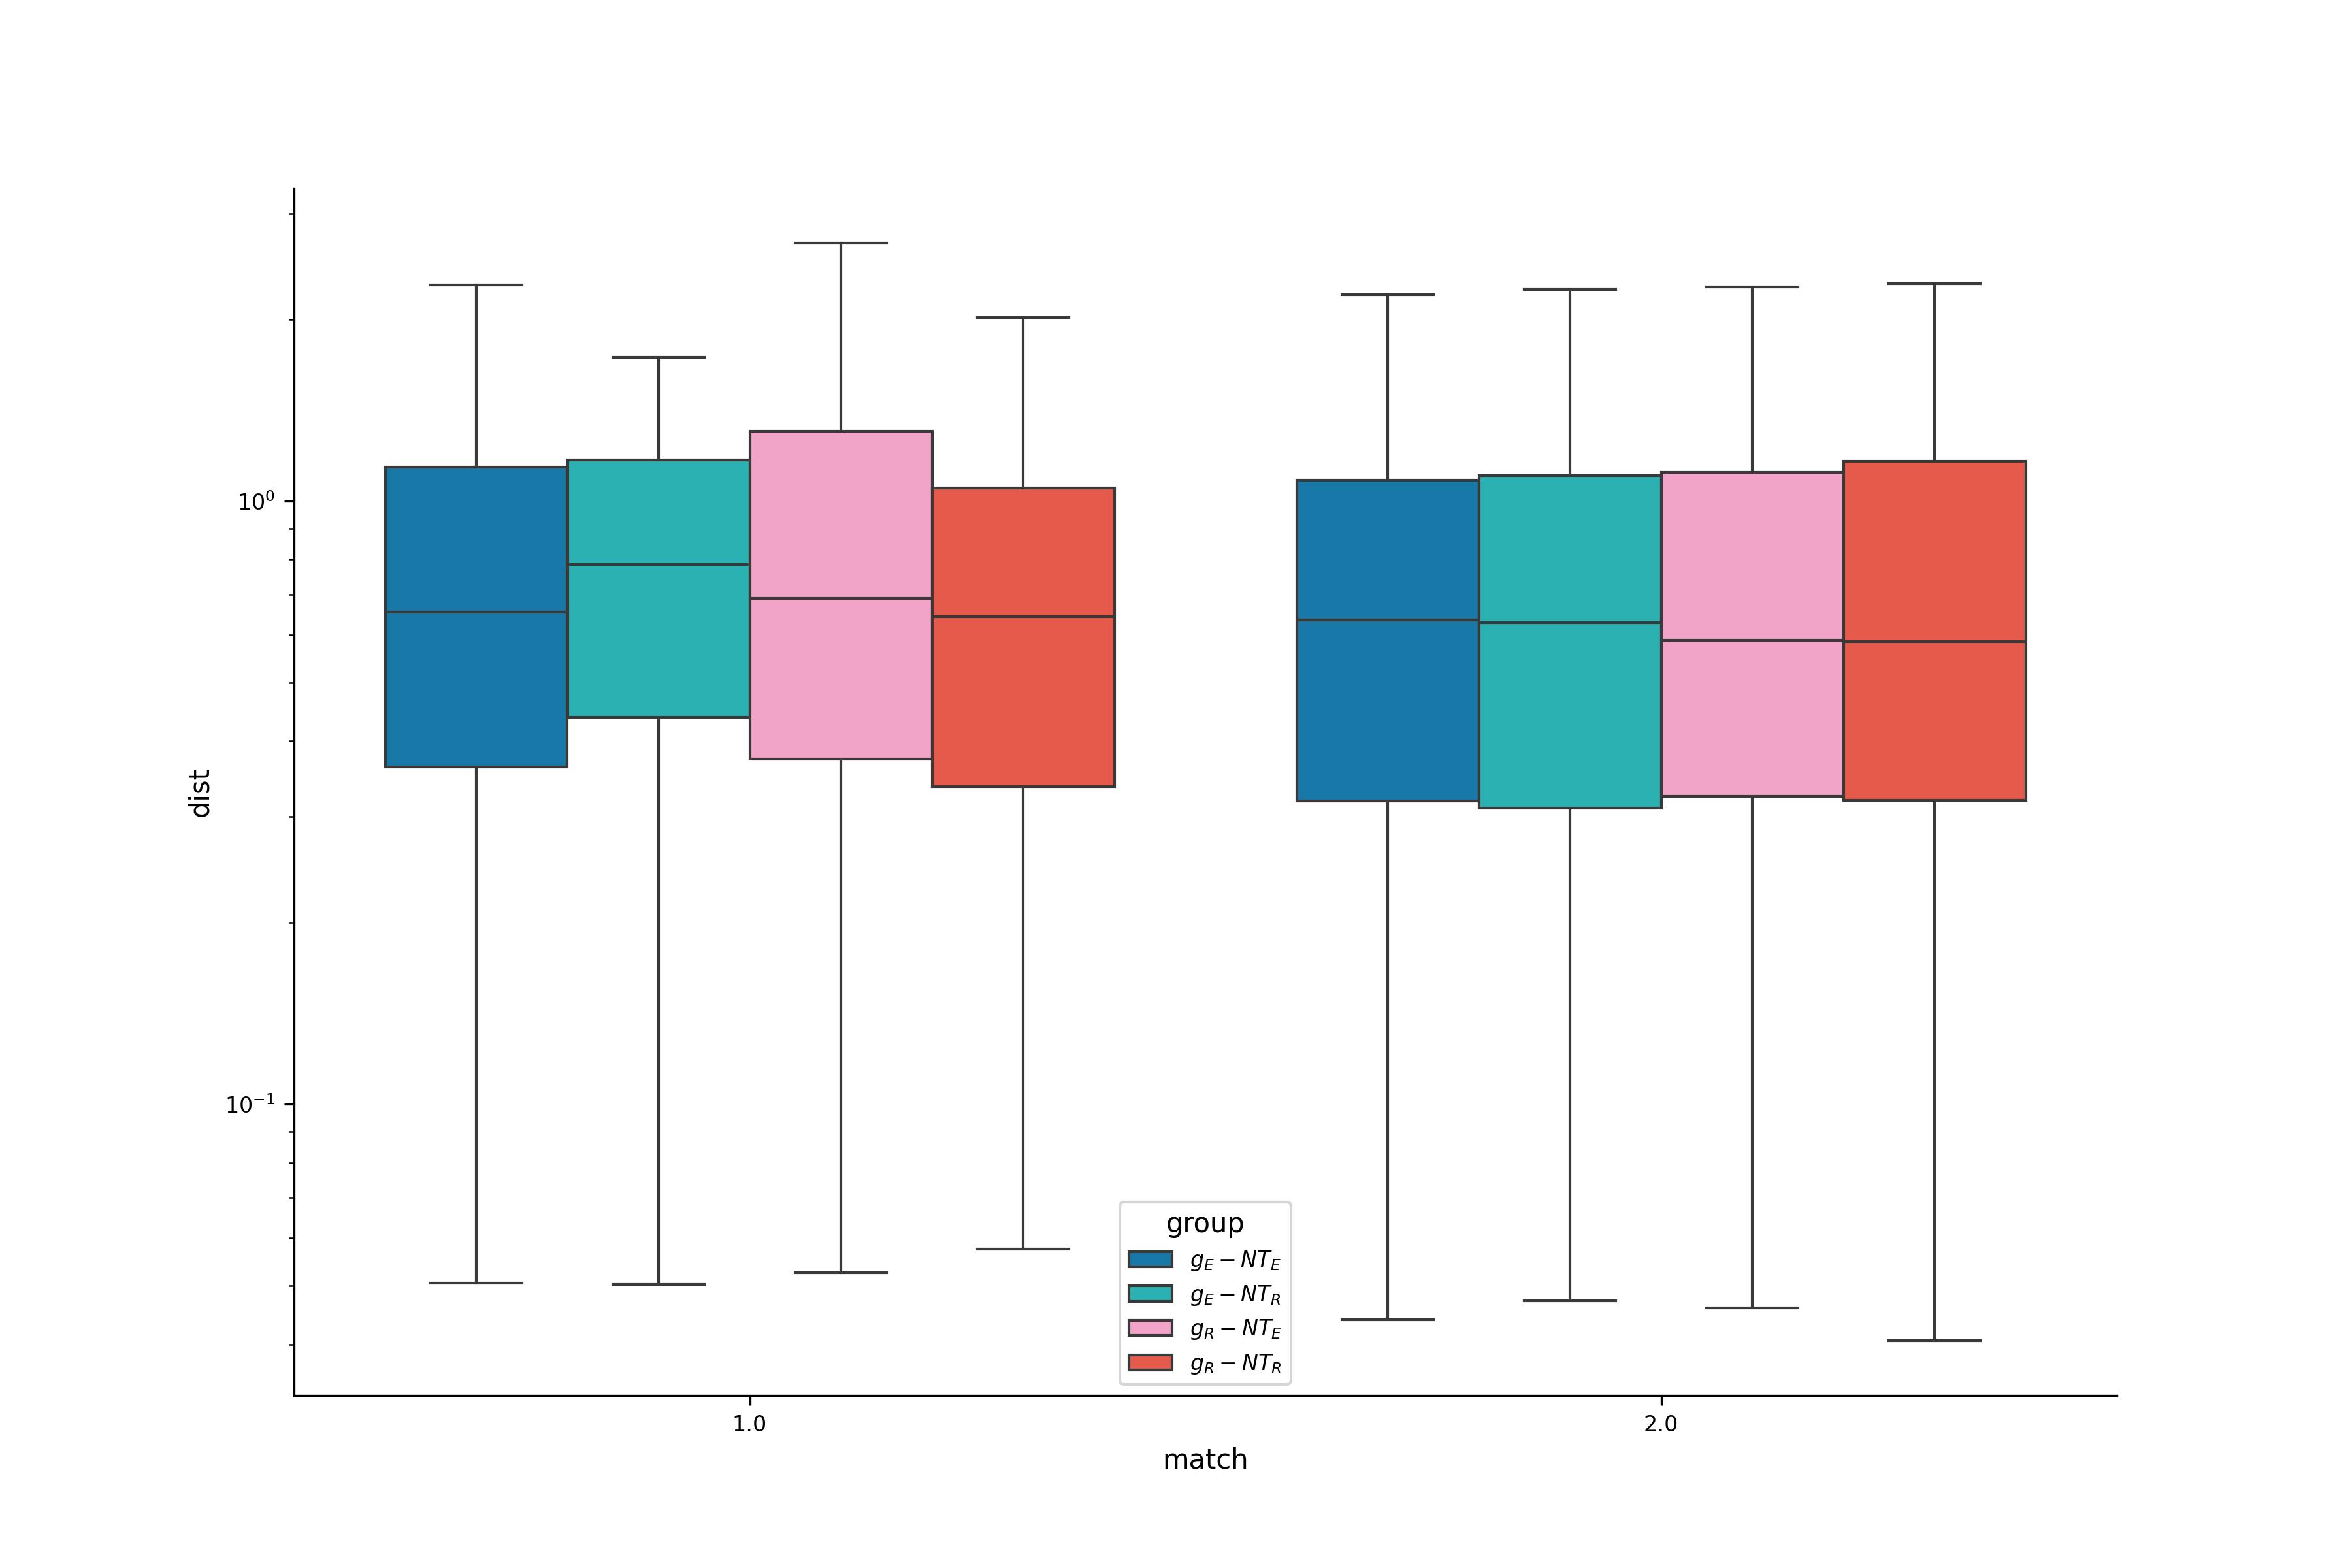 10⁰
dist
10⁻¹
group
g_E − NT_E
g_E − NT_R
g_R − NT_E
g_R − NT_R
1.0 2.0
match